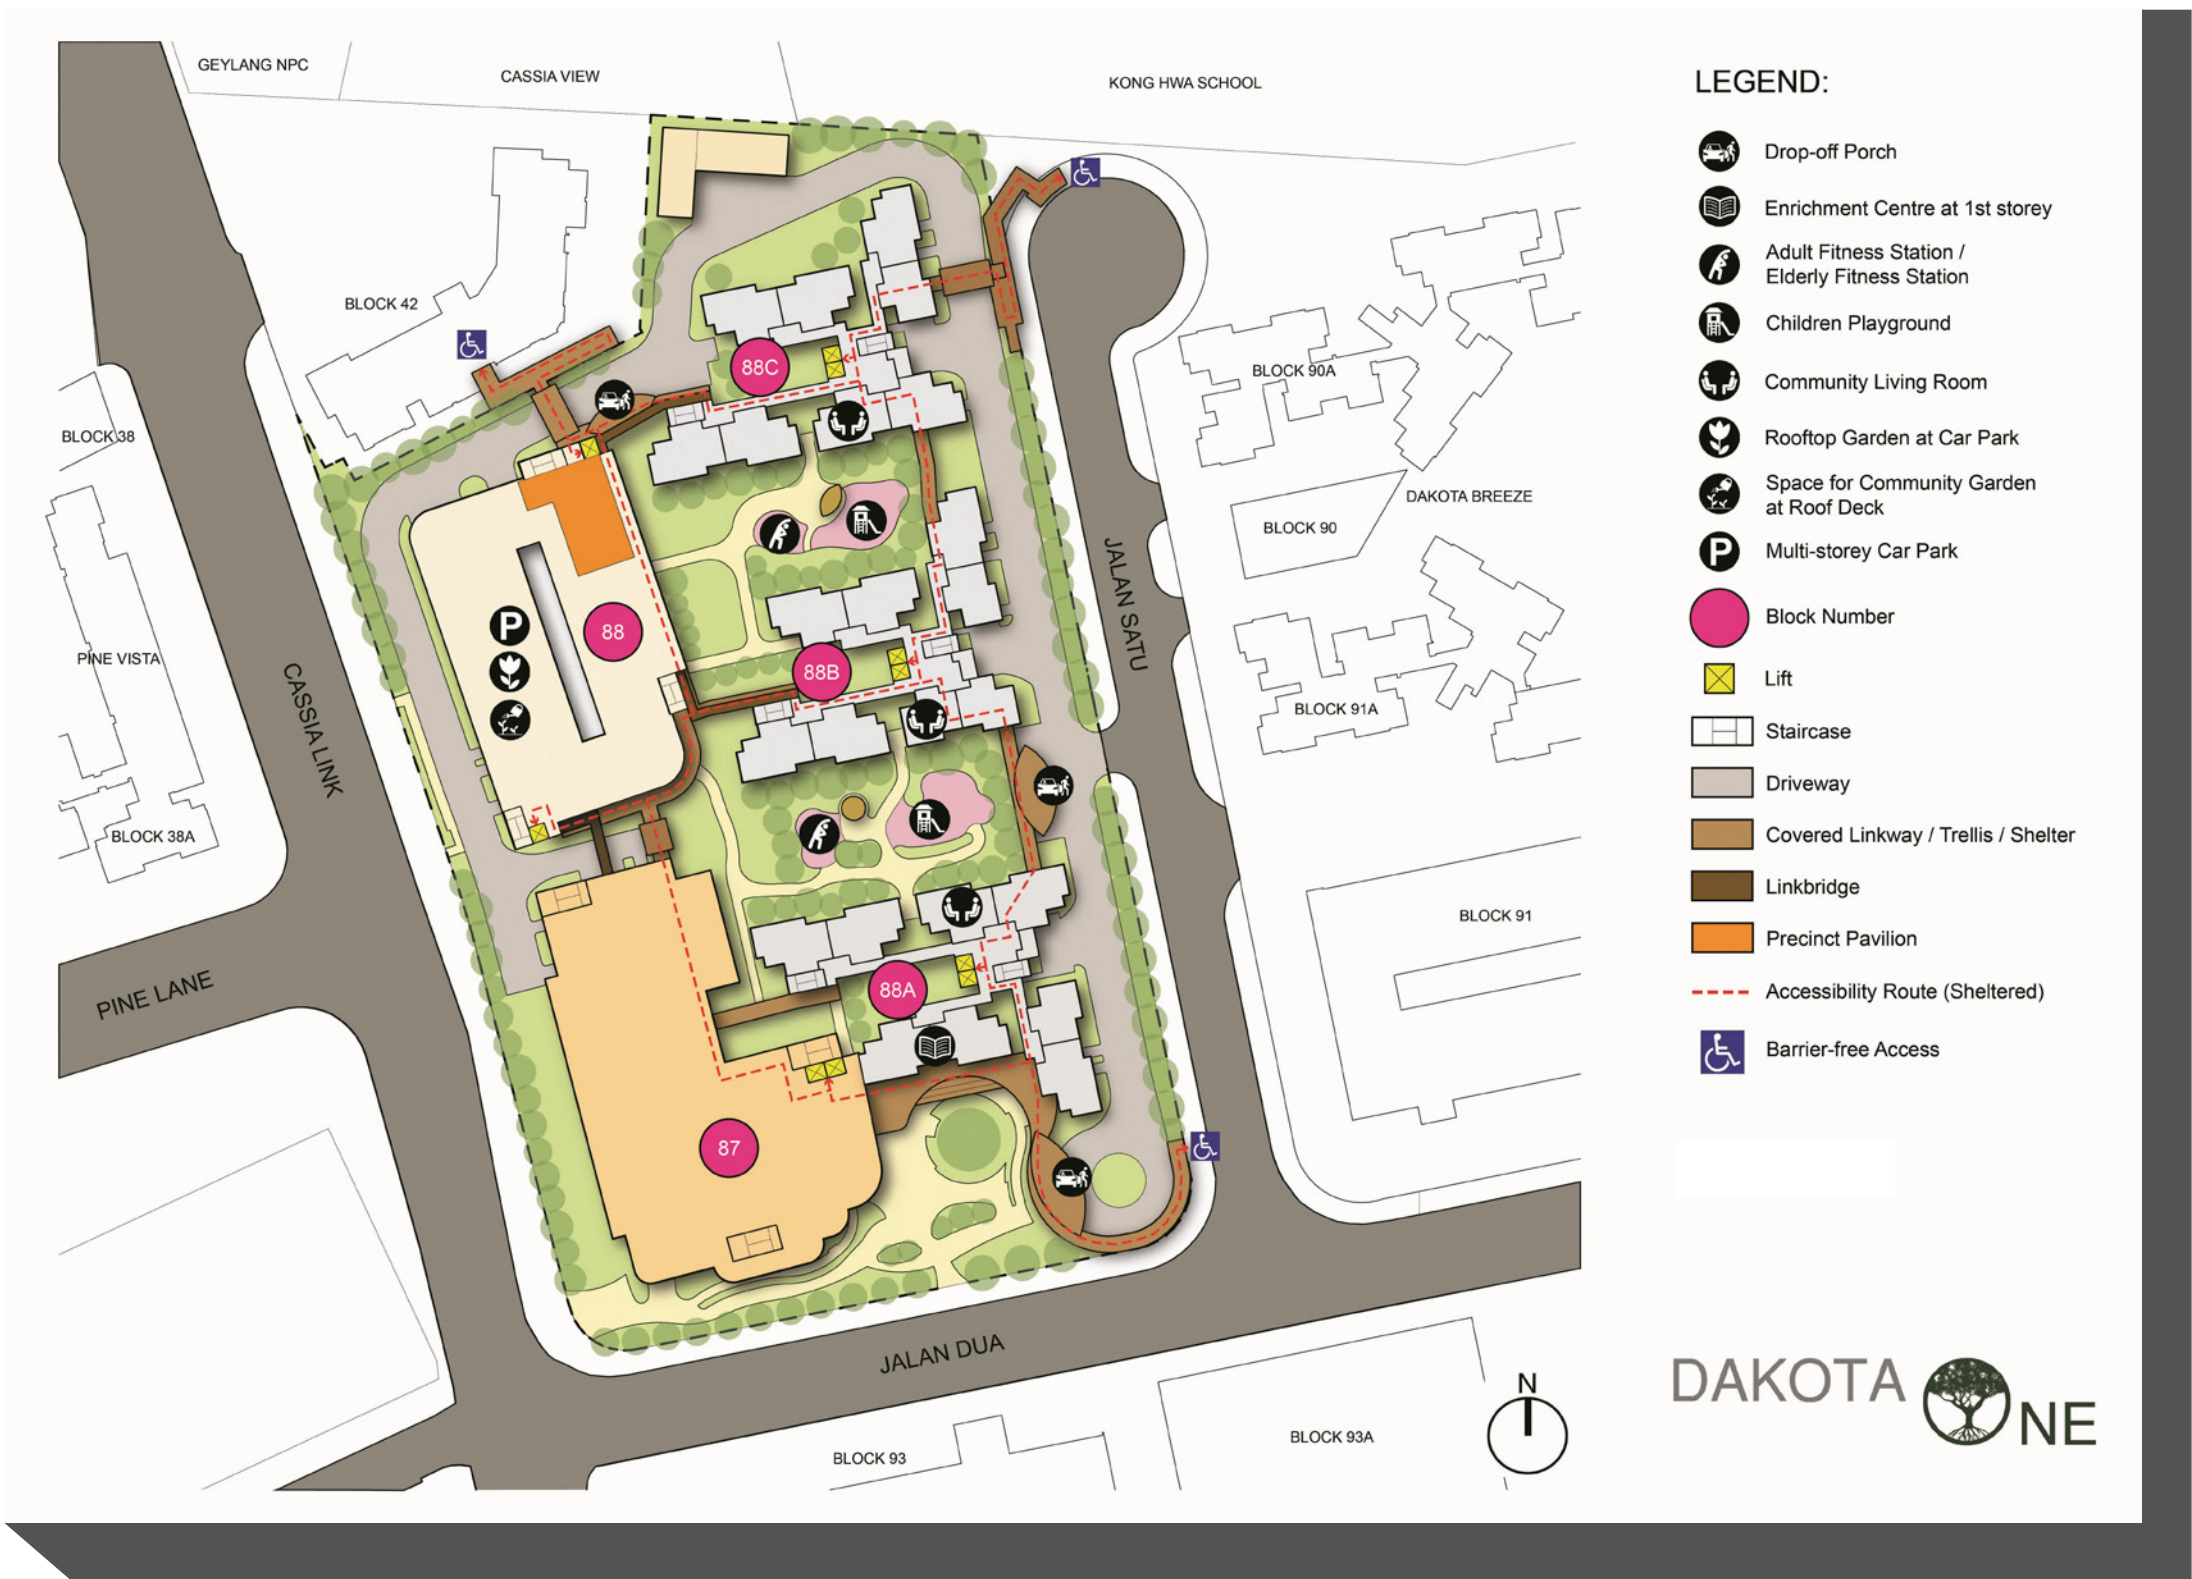 GEYLANG NPC
CASSIA VIEW
KONG HWA SCHOOL
BLOCK 42
BLOCK 38
PINE VISTA
BLOCK 38A
CASSIA LINK
PINE LANE
88C
88
P
88B
88A
87
JALAN SATU
JALAN DUA
BLOCK 90A
BLOCK 90
DAKOTA BREEZE
BLOCK 91A
BLOCK 91
BLOCK 93
BLOCK 93A
N
LEGEND:
Drop-off Porch
Enrichment Centre at 1st storey
Adult Fitness Station /
Elderly Fitness Station
Children Playground
Community Living Room
Rooftop Garden at Car Park
Space for Community Garden
at Roof Deck
P Multi-storey Car Park
Block Number
Lift
Staircase
Driveway
Covered Linkway / Trellis / Shelter
Linkbridge
Precinct Pavilion
Accessibility Route (Sheltered)
Barrier-free Access
DAKOTA
NE